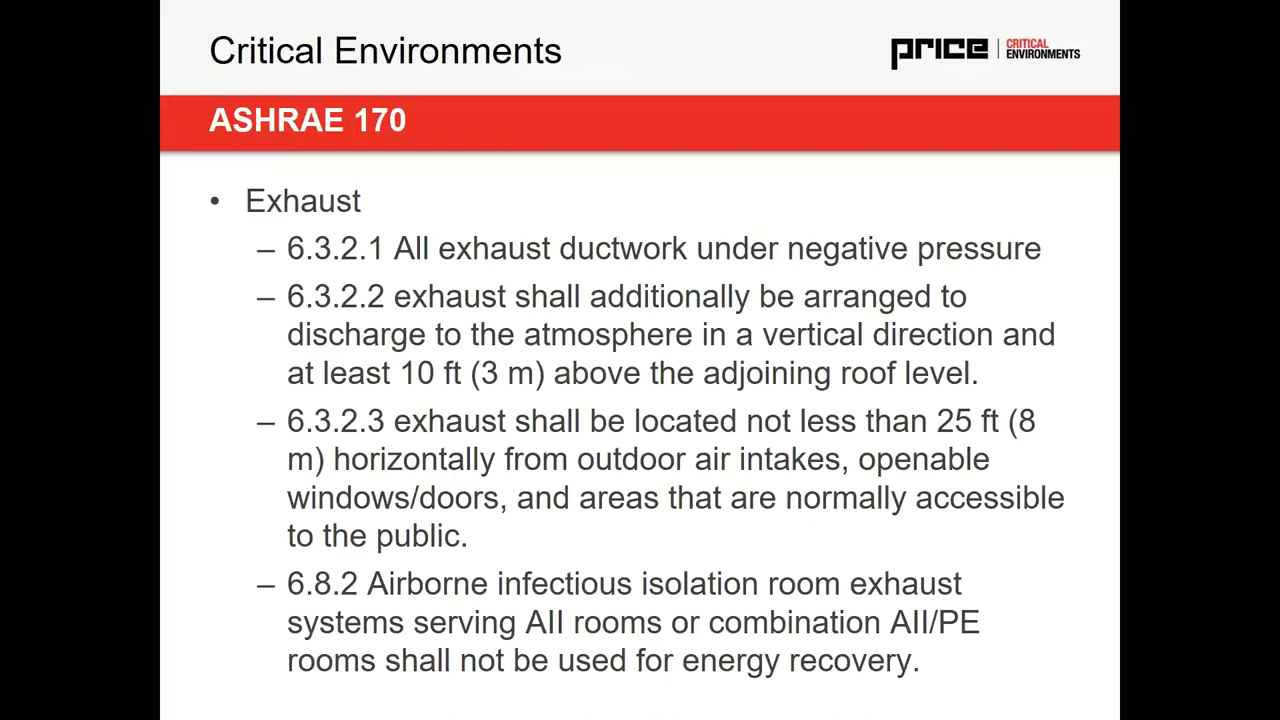 Critical Environments
price | CRITICAL
ENVIRONMENTS
ASHRAE 170
• Exhaust
– 6.3.2.1 All exhaust ductwork under negative pressure
– 6.3.2.2 exhaust shall additionally be arranged to
discharge to the atmosphere in a vertical direction and
at least 10 ft (3 m) above the adjoining roof level.
– 6.3.2.3 exhaust shall be located not less than 25 ft (8
m) horizontally from outdoor air intakes, openable
windows/doors, and areas that are normally accessible
to the public.
– 6.8.2 Airborne infectious isolation room exhaust
systems serving AII rooms or combination AII/PE
rooms shall not be used for energy recovery.